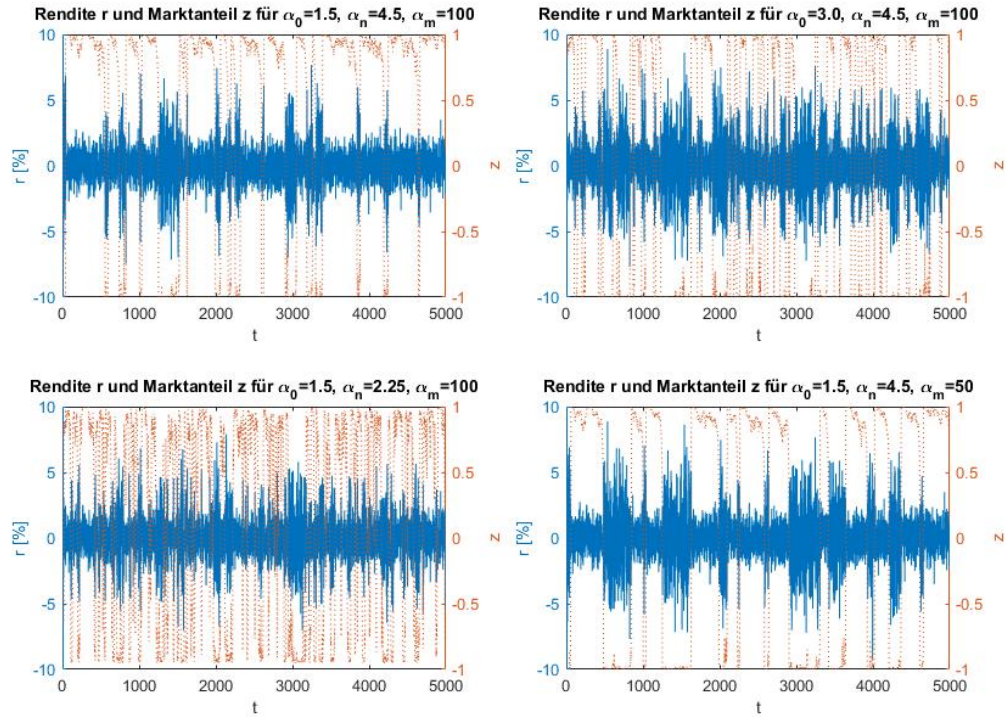 Rendite r und Marktanteil z für α0=1.5, αn=4.5, αm=100
10
5
0
-5
-10
r [%]
1
0.5
0
-0.5
-1
z
0 1000 2000 3000 4000 5000
t
Rendite r und Marktanteil z für α0=3.0, αn=4.5, αm=100
10
5
0
-5
-10
r [%]
1
0.5
0
-0.5
-1
z
0 1000 2000 3000 4000 5000
t
Rendite r und Marktanteil z für α0=1.5, αn=2.25, αm=100
10
5
0
-5
-10
r [%]
1
0.5
0
-0.5
-1
z
0 1000 2000 3000 4000 5000
t
Rendite r und Marktanteil z für α0=1.5, αn=4.5, αm=50
10
5
0
-5
-10
r [%]
1
0.5
0
-0.5
-1
z
0 1000 2000 3000 4000 5000
t